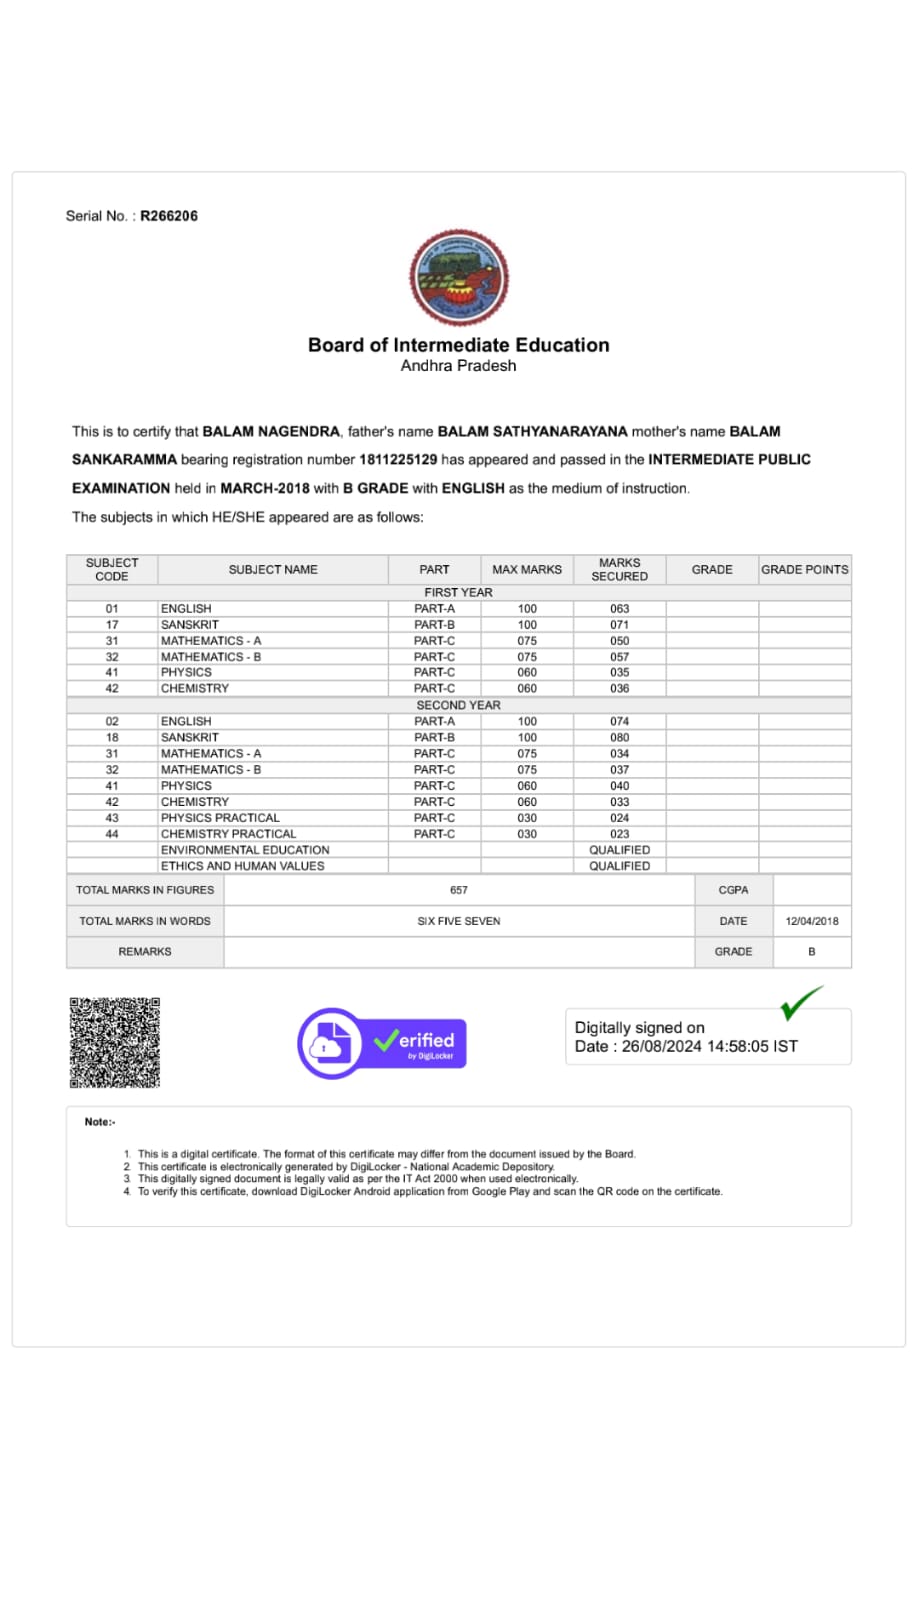 Serial No. : R266206
Board of Intermediate Education
Andhra Pradesh
This is to certify that BALAM NAGENDRA, father's name BALAM SATHYANARAYANA mother's name BALAM
SANKARAMMA bearing registration number 1811225129 has appeared and passed in the INTERMEDIATE PUBLIC
EXAMINATION held in MARCH-2018 with B GRADE with ENGLISH as the medium of instruction.
The subjects in which HE/SHE appeared are as follows:
SUBJECT CODE SUBJECT NAME PART MAX MARKS MARKS SECURED GRADE GRADE POINTS
FIRST YEAR
01 ENGLISH PART-A 100 063
17 SANSKRIT PART-B 100 071
31 MATHEMATICS - A PART-C 075 050
32 MATHEMATICS - B PART-C 075 057
41 PHYSICS PART-C 060 035
42 CHEMISTRY PART-C 060 036
SECOND YEAR
02 ENGLISH PART-A 100 074
18 SANSKRIT PART-B 100 080
31 MATHEMATICS - A PART-C 075 034
32 MATHEMATICS - B PART-C 075 037
41 PHYSICS PART-C 060 040
42 CHEMISTRY PART-C 060 033
43 PHYSICS PRACTICAL PART-C 030 024
44 CHEMISTRY PRACTICAL PART-C 030 023
ENVIRONMENTAL EDUCATION QUALIFIED
ETHICS AND HUMAN VALUES QUALIFIED
TOTAL MARKS IN FIGURES 657 CGPA
TOTAL MARKS IN WORDS SIX FIVE SEVEN DATE 12/04/2018
REMARKS GRADE B
erified
by DigiLocker
Digitally signed on
Date : 26/08/2024 14:58:05 IST
Note:-
1. This is a digital certificate. The format of this certificate may differ from the document issued by the Board.
2. This certificate is electronically generated by DigiLocker - National Academic Depository.
3. This digitally signed document is legally valid as per the IT Act 2000 when used electronically.
4. To verify this certificate, download DigiLocker Android application from Google Play and scan the QR code on the certificate.